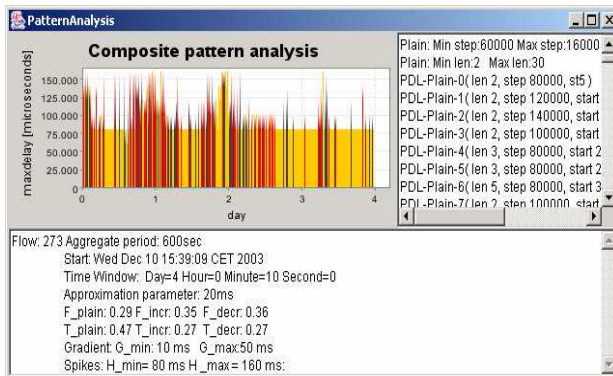 PatternAnalysis
Composite pattern analysis
maxdelay [microseconds]
150.000
125.000
100.000
75.000
50.000
25.000
0
0 1 2 3 4
day
Plain: Min step:60000 Max step:16000
Plain: Min len:2 Max len:30
PDL-Plain-0( len 2, step 80000, st5 )
PDL-Plain-1( len 2, step 120000, start
PDL-Plain-2( len 2, step 140000, start
PDL-Plain-3( len 2, step 100000, start
PDL-Plain-4( len 3, step 80000, start 2
PDL-Plain-5( len 3, step 80000, start 2
PDL-Plain-6( len 5, step 80000, start 3
PDL-Plain-7( len 2, step 100000, start
Flow: 273 Aggregate period: 600sec
Start: Wed Dec 10 15:39:09 CET 2003
Time Window: Day=4 Hour=0 Minute=10 Second=0
Approximation parameter: 20ms
F_plain: 0.29 F_incr: 0.35 F_decr: 0.36
T_plain: 0.47 T_incr: 0.27 T_decr: 0.27
Gradient: G_min: 10 ms G_max:50 ms
Spikes: H_min= 80 ms H_max= 160 ms: